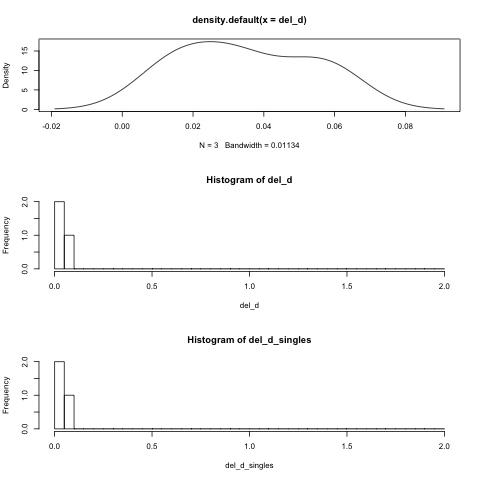 density.default(x = del_d)
Density
0 5 10 15
-0.02 0.00 0.02 0.04 0.06 0.08
N = 3 Bandwidth = 0.01134
Histogram of del_d
Frequency
0.0 1.0 2.0
0.0 0.5 1.0 1.5 2.0
del_d
Histogram of del_d_singles
Frequency
0.0 1.0 2.0
0.0 0.5 1.0 1.5 2.0
del_d_singles